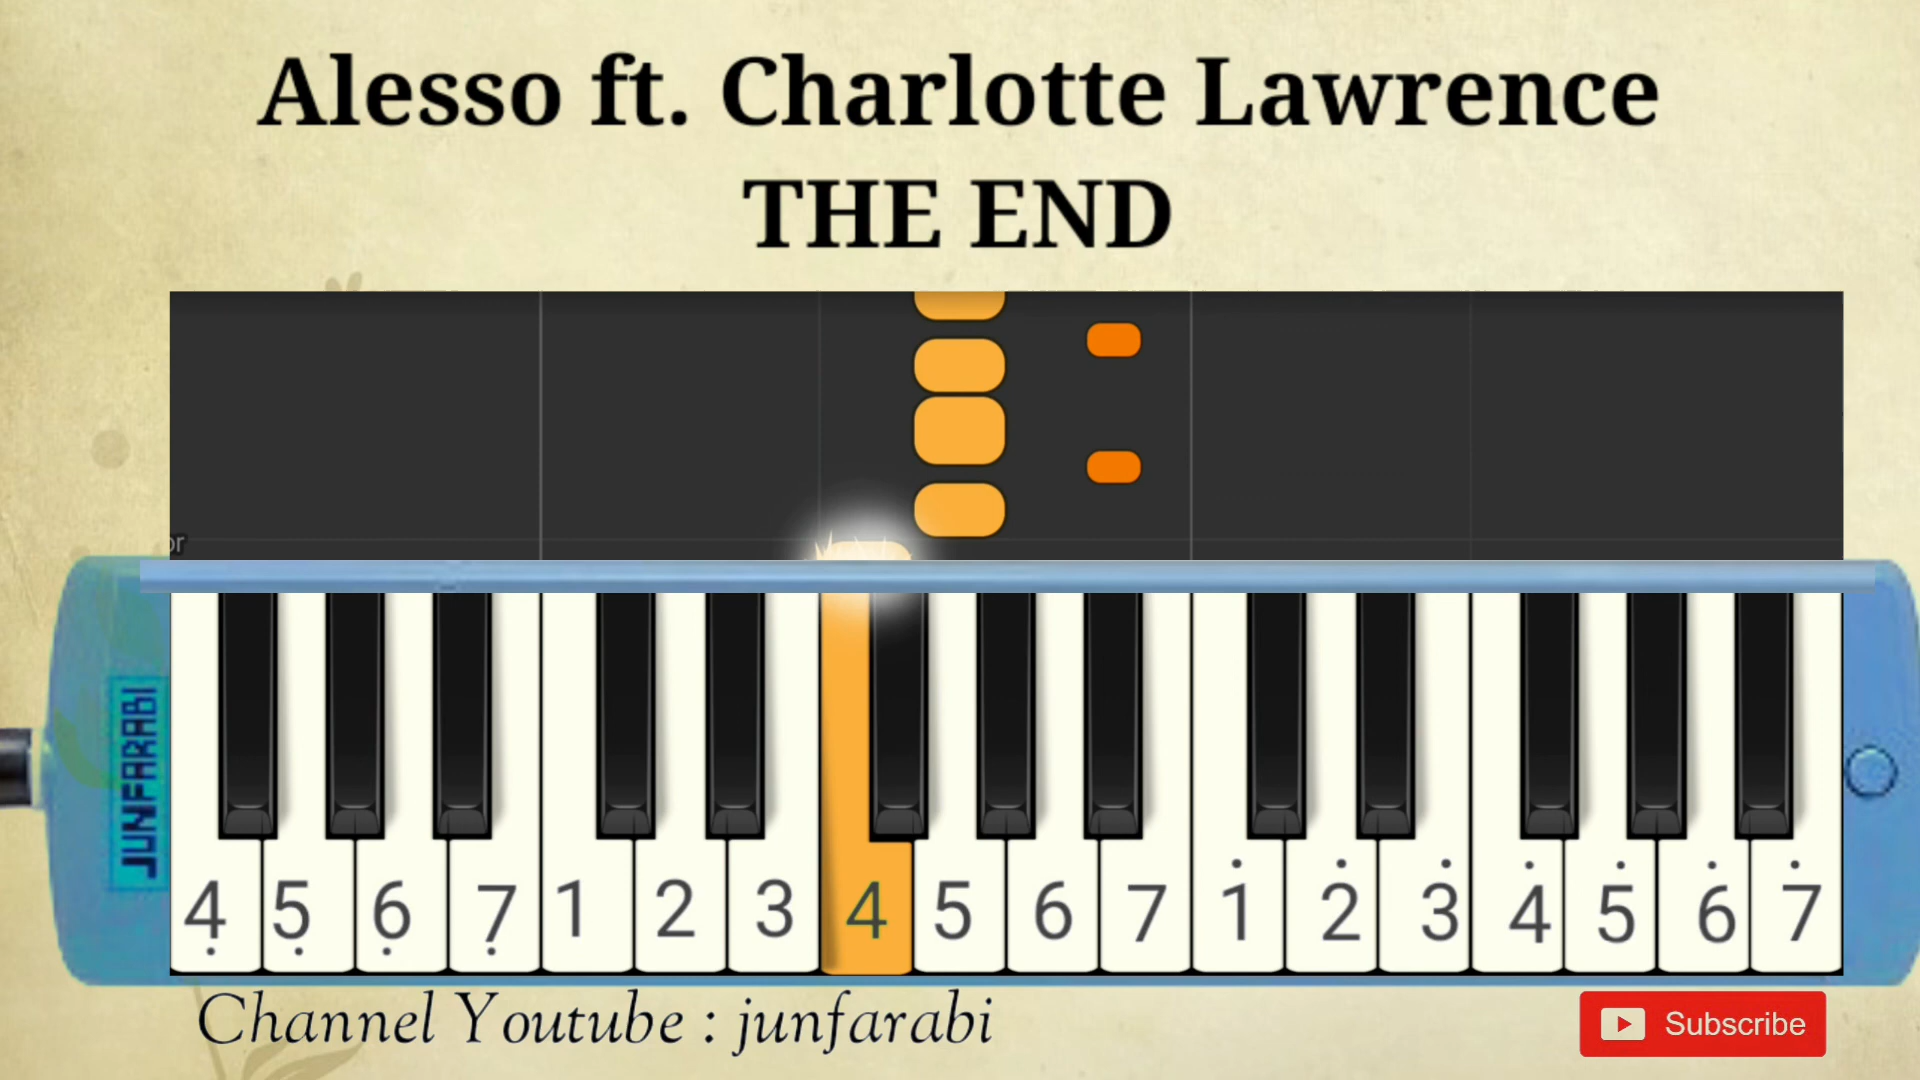 Alesso ft. Charlotte Lawrence
THE END
or
JUNFARABI
4 5 6 7 1 2 3 4 5 6 7 1 2 3 4 5 6 7
Channel Youtube : junfarabi
Subscribe